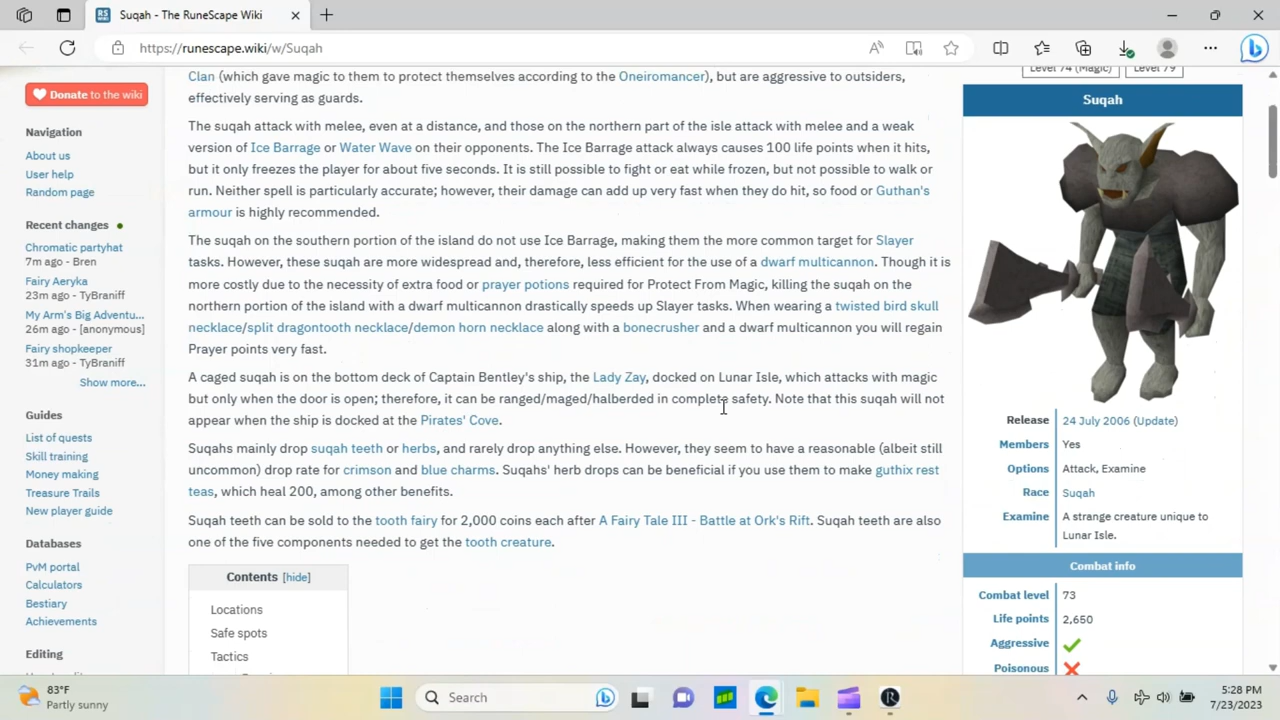 Suqah - The RuneScape Wiki
https://runescape.wiki/w/Suqah
Donate to the wiki
Navigation
About us
User help
Random page
Recent changes
Chromatic partyhat
7m ago - Bren
Fairy Aeryka
23m ago - TyBraniff
My Arm's Big Adventu...
26m ago - [anonymous]
Fairy shopkeeper
31m ago - TyBraniff
Show more...
Guides
List of quests
Skill training
Money making
Treasure Trails
New player guide
Databases
PvM portal
Calculators
Bestiary
Achievements
Editing
Clan (which gave magic to them to protect themselves according to the Oneiromancer), but are aggressive to outsiders,
effectively serving as guards.
The suqah attack with melee, even at a distance, and those on the northern part of the isle attack with melee and a weak
version of Ice Barrage or Water Wave on their opponents. The Ice Barrage attack always causes 100 life points when it hits,
but it only freezes the player for about five seconds. It is still possible to fight or eat while frozen, but not possible to walk or
run. Neither spell is particularly accurate; however, their damage can add up very fast when they do hit, so food or Guthan's
armour is highly recommended.
The suqah on the southern portion of the island do not use Ice Barrage, making them the more common target for Slayer
tasks. However, these suqah are more widespread and, therefore, less efficient for the use of a dwarf multicannon. Though it is
more costly due to the necessity of extra food or prayer potions required for Protect From Magic, killing the suqah on the
northern portion of the island with a dwarf multicannon drastically speeds up Slayer tasks. When wearing a twisted bird skull
necklace/split dragontooth necklace/demon horn necklace along with a bonecrusher and a dwarf multicannon you will regain
Prayer points very fast.
A caged suqah is on the bottom deck of Captain Bentley's ship, the Lady Zay, docked on Lunar Isle, which attacks with magic
but only when the door is open; therefore, it can be ranged/maged/halberded in complete safety. Note that this suqah will not
appear when the ship is docked at the Pirates' Cove.
Suqahs mainly drop suqah teeth or herbs, and rarely drop anything else. However, they seem to have a reasonable (albeit still
uncommon) drop rate for crimson and blue charms. Suqahs' herb drops can be beneficial if you use them to make guthix rest
teas, which heal 200, among other benefits.
Suqah teeth can be sold to the tooth fairy for 2,000 coins each after A Fairy Tale III - Battle at Ork's Rift. Suqah teeth are also
one of the five components needed to get the tooth creature.
Contents [hide]
Locations
Safe spots
Tactics
Level 74 (Magic) Level 79
Suqah
Release 24 July 2006 (Update)
Members Yes
Options Attack, Examine
Race Suqah
Examine A strange creature unique to
Lunar Isle.
Combat info
Combat level 73
Life points 2,650
Aggressive
Poisonous
83°F
Partly sunny
Search
5:28 PM
7/23/2023